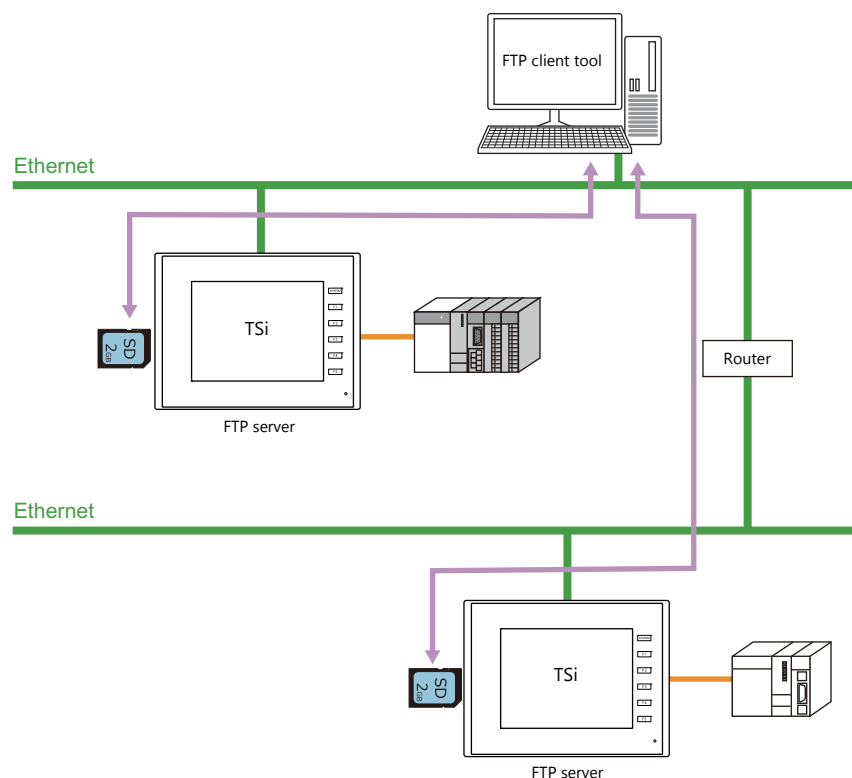 FTP client tool
Ethernet
TSi
SD
2GB
Router
FTP server
Ethernet
TSi
SD
2GB
FTP server